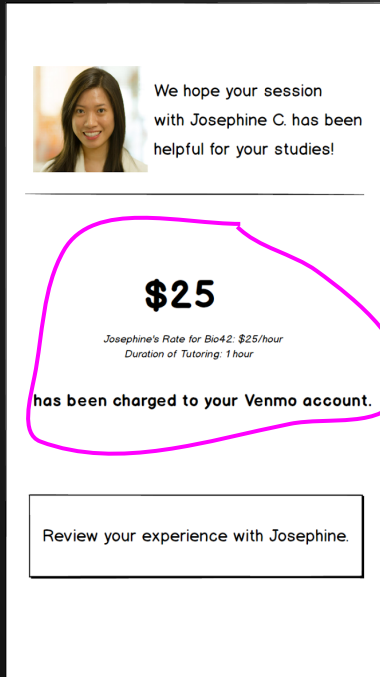 We hope your session
with Josephine C. has been
helpful for your studies!
$25
Josephine's Rate for Bio42: $25/hour
Duration of Tutoring: 1 hour
has been charged to your Venmo account.
Review your experience with Josephine.